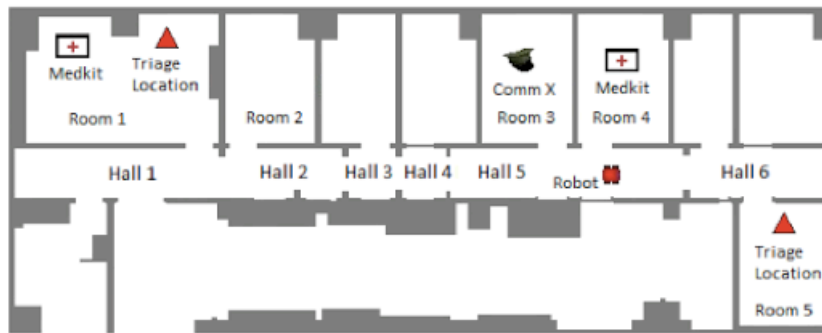 Medkit
Triage
Location
Room 1
Room 2
Comm X
Room 3
Medkit
Room 4
Hall 1
Hall 2
Hall 3
Hall 4
Hall 5
Robot
Hall 6
Triage
Location
Room 5